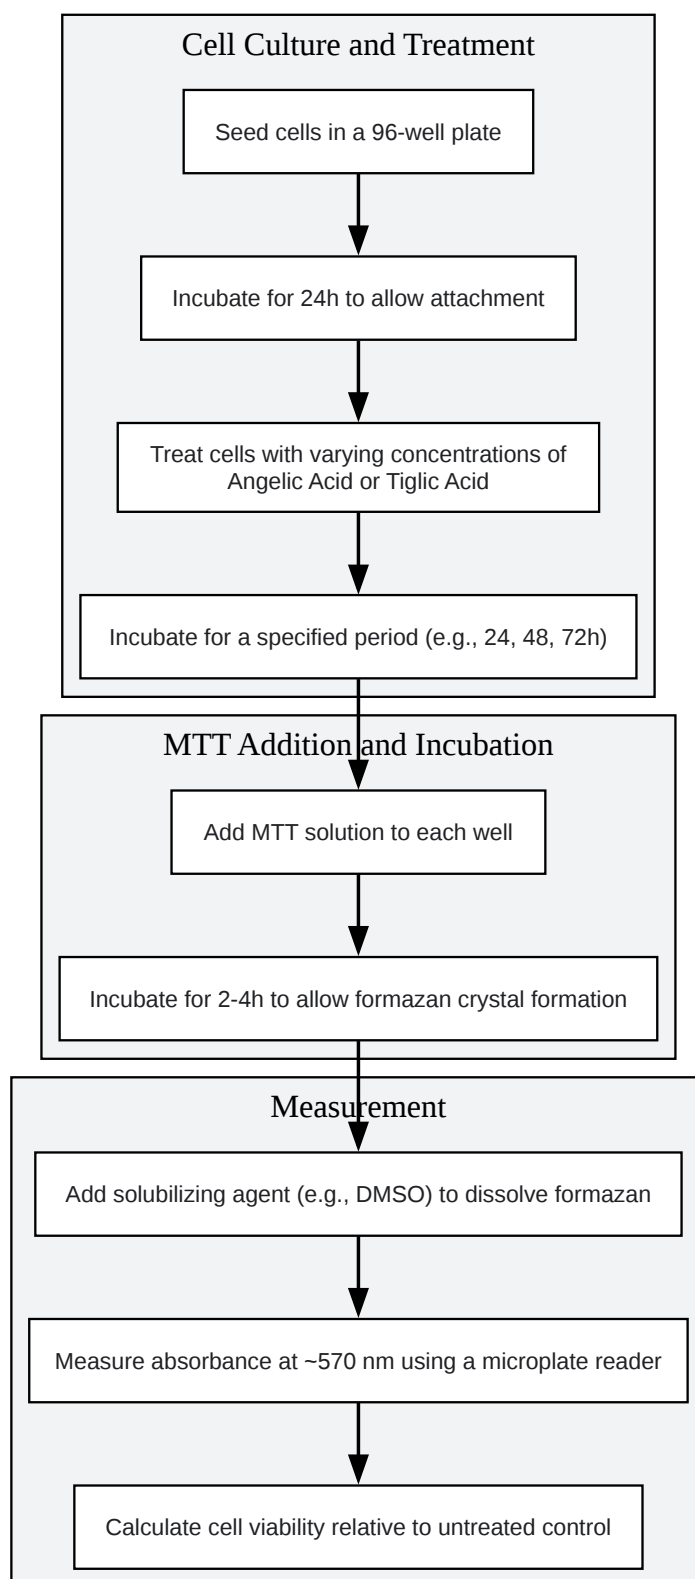 Cell Culture and Treatment
Seed cells in a 96-well plate
Incubate for 24h to allow attachment
Treat cells with varying concentrations of
Angelic Acid or Tiglic Acid
Incubate for a specified period (e.g., 24, 48, 72h)
MTT Addition and Incubation
Add MTT solution to each well
Incubate for 2-4h to allow formazan crystal formation
Measurement
Add solubilizing agent (e.g., DMSO) to dissolve formazan
Measure absorbance at ~570 nm using a microplate reader
Calculate cell viability relative to untreated control